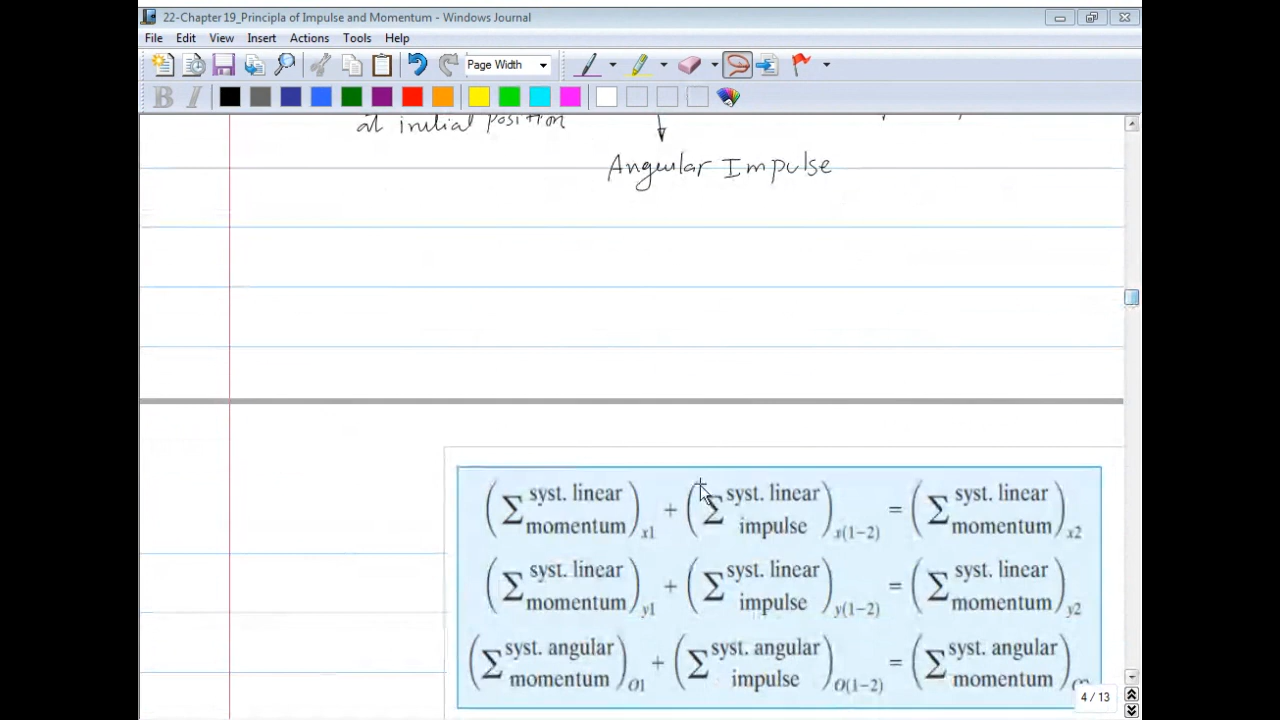 22-Chapter 19_Principla of Impulse and Momentum - Windows Journal
File Edit View Insert Actions Tools Help
Page Width
B I
at initial position
Angular Impulse
(∑ syst. linear momentum)x1 + (∑ syst. linear impulse)x(1−2) = (∑ syst. linear momentum)x2
(∑ syst. linear momentum)y1 + (∑ syst. linear impulse)y(1−2) = (∑ syst. linear momentum)y2
(∑ syst. angular momentum)O1 + (∑ syst. angular impulse)O(1−2) = (∑ syst. angular momentum)
4 / 13